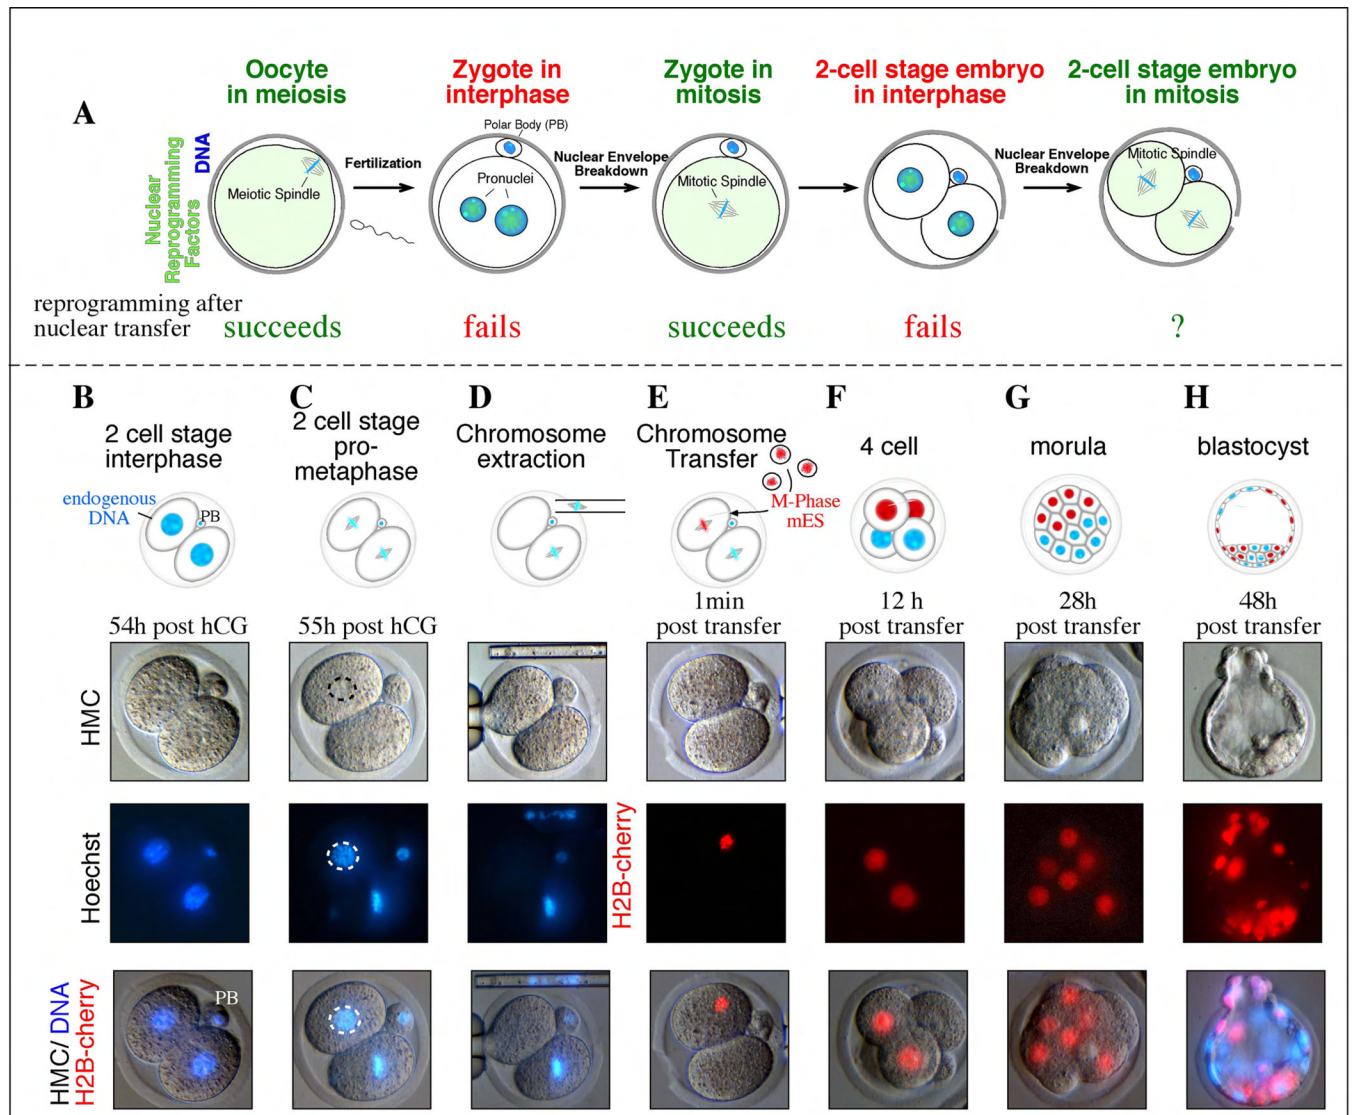 A
Oocyte
in meiosis
Zygote in
interphase
Zygote in
mitosis
2-cell stage embryo
in interphase
2-cell stage embryo
in mitosis
Nuclear
Reprogramming
Factors
DNA
Meiotic Spindle
Fertilization
Polar Body (PB)
Pronuclei
Nuclear Envelope
Breakdown
Mitotic Spindle
Nuclear Envelope
Breakdown
Mitotic Spindle
reprogramming after
nuclear transfer
succeeds
fails
succeeds
fails
?
B
2 cell stage
interphase
endogenous
DNA
PB
54h post hCG
C
2 cell stage
pro-
metaphase
55h post hCG
D
Chromosome
extraction
E
Chromosome
Transfer
M-Phase
mES
1min
post transfer
F
4 cell
12 h
post transfer
G
morula
28h
post transfer
H
blastocyst
48h
post transfer
HMC
Hoechst
H2B-cherry
HMC/ DNA
H2B-cherry
PB